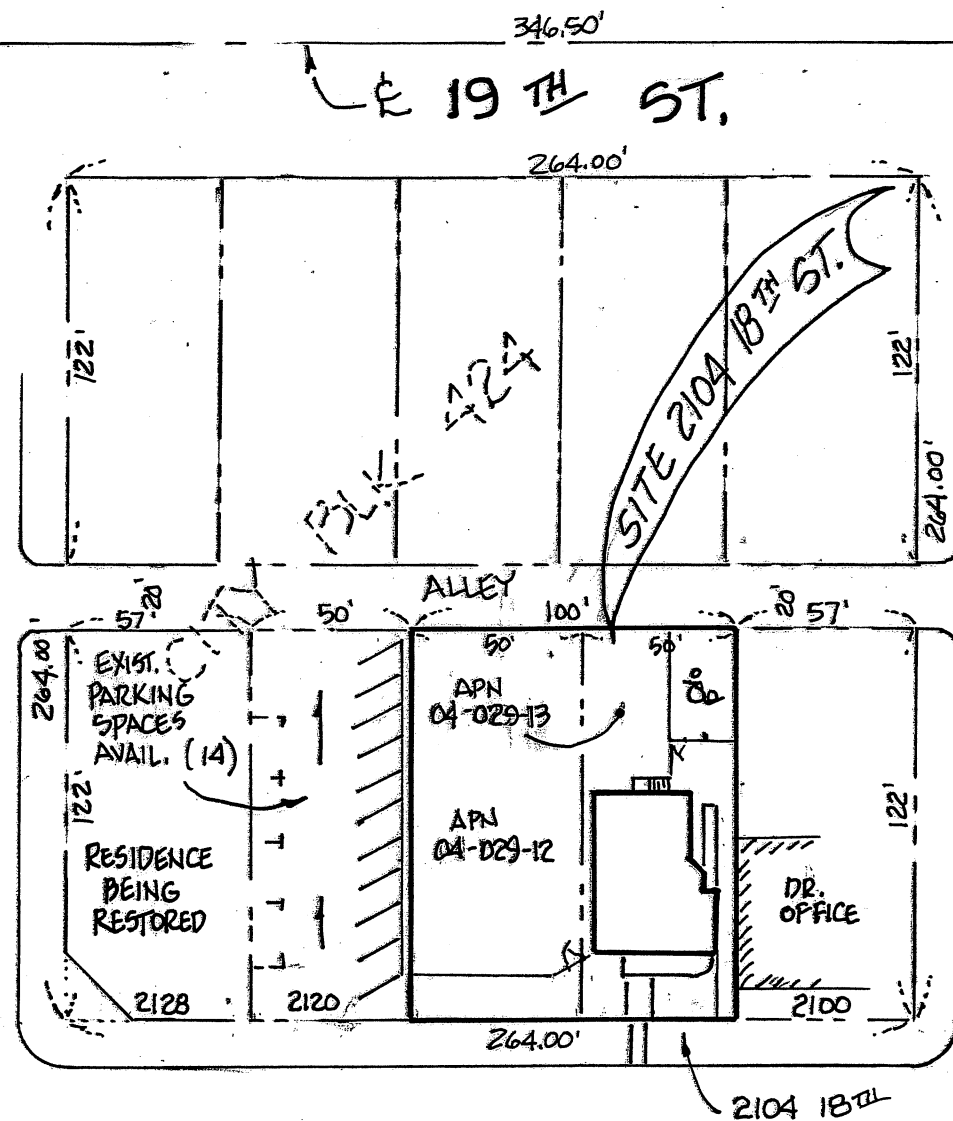 346.50'
℄ 19TH ST.
264.00'
122'
BLK 424
SITE 2104 18TH ST.
122'
264.00'
ALLEY
57'
20'
50'
100'
20'
57'
50'
50'
264.00
EXIST.
PARKING
SPACES
AVAIL. (14)
APN
04-029-13
122'
APN
04-029-12
122'
RESIDENCE
BEING
RESTORED
DR.
OFFICE
2128
2120
2100
264.00'
2104 18TH